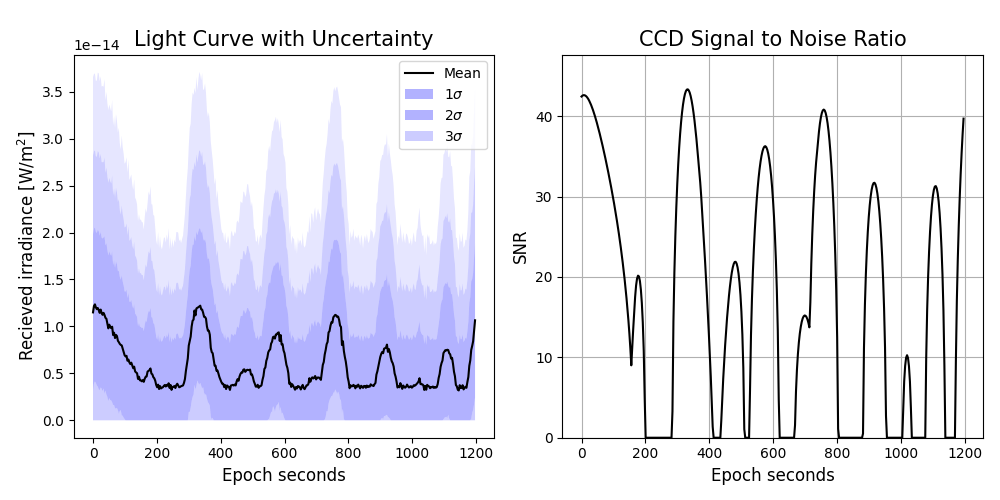 Light Curve with Uncertainty
1e−14
Recieved irradiance [W/m²]
3.5
3.0
2.5
2.0
1.5
1.0
0.5
0.0
Mean
1σ
2σ
3σ
0 200 400 600 800 1000 1200
Epoch seconds
CCD Signal to Noise Ratio
SNR
40
30
20
10
0
0 200 400 600 800 1000 1200
Epoch seconds